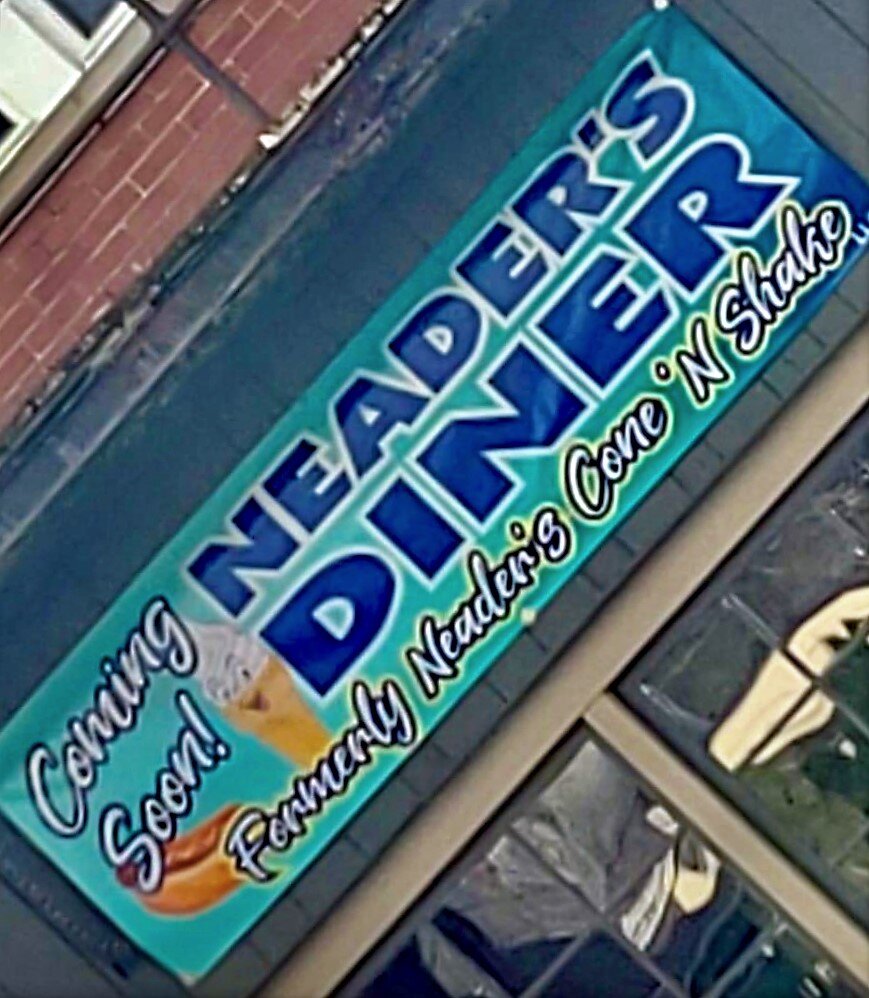 Coming
Soon!
NEADER'S
DINER
Formerly Neader's Cone 'N Shake